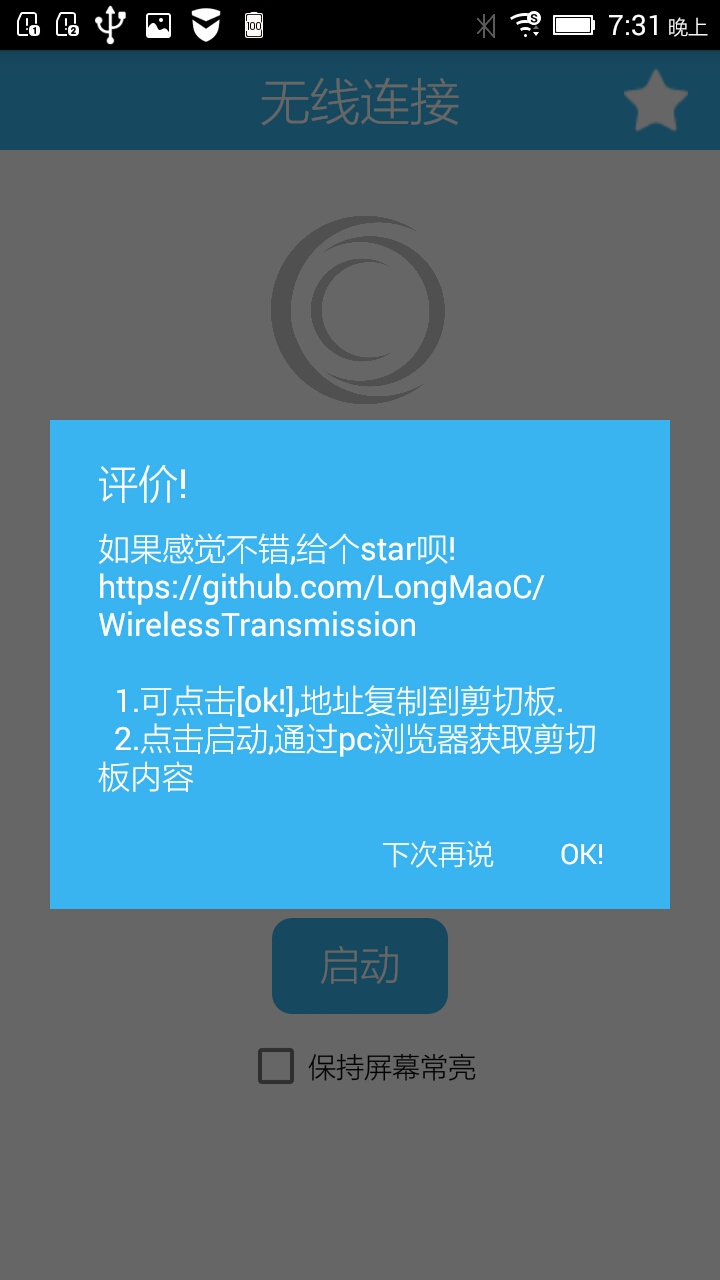 7:31 晚上
无线连接
评价!
如果感觉不错,给个star呗!
https://github.com/LongMaoC/
WirelessTransmission
1.可点击[ok!],地址复制到剪切板.
2.点击启动,通过pc浏览器获取剪切
板内容
下次再说 OK!
启动
保持屏幕常亮